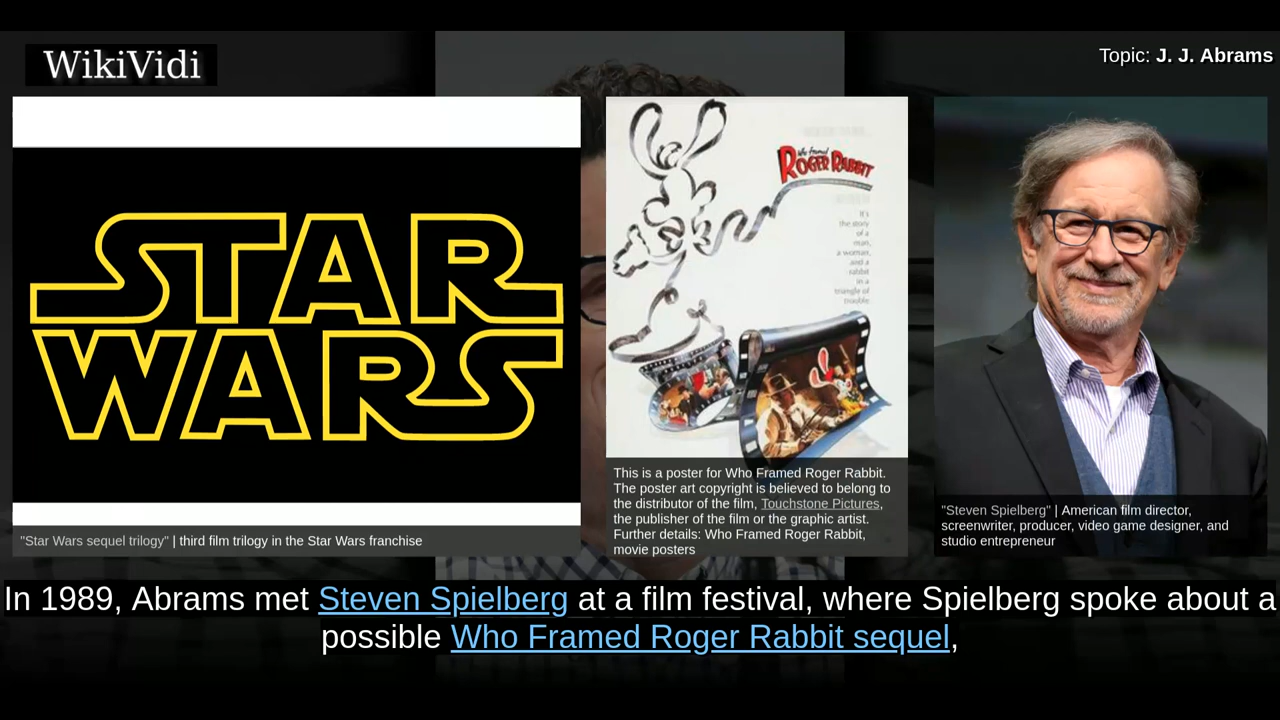 WikiVidi
Topic: J. J. Abrams
STAR
WARS
"Star Wars sequel trilogy" | third film trilogy in the Star Wars franchise
Who Framed
ROGER RABBIT
It's
the story
of a
man,
a woman,
and a
rabbit
in a
triangle of
trouble.
This is a poster for Who Framed Roger Rabbit.
The poster art copyright is believed to belong to
the distributor of the film, Touchstone Pictures,
the publisher of the film or the graphic artist.
Further details: Who Framed Roger Rabbit,
movie posters
"Steven Spielberg" | American film director,
screenwriter, producer, video game designer, and
studio entrepreneur
In 1989, Abrams met Steven Spielberg at a film festival, where Spielberg spoke about a
possible Who Framed Roger Rabbit sequel,